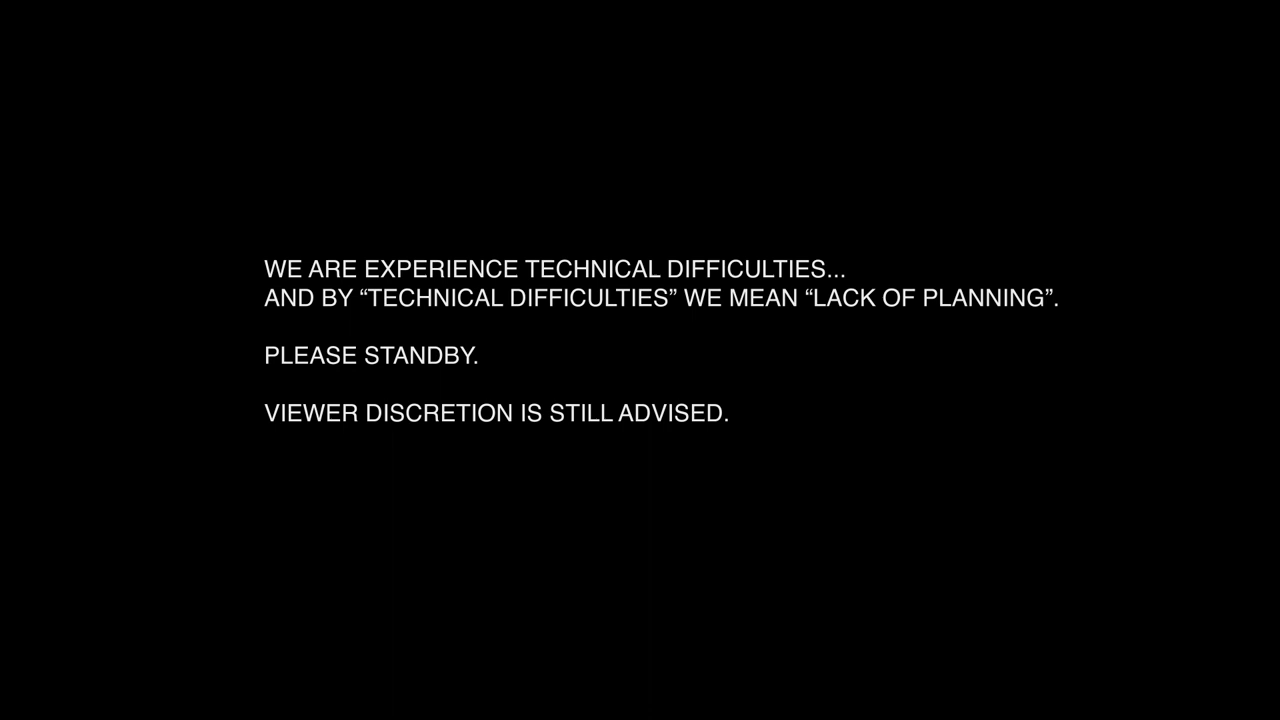 WE ARE EXPERIENCE TECHNICAL DIFFICULTIES...
AND BY “TECHNICAL DIFFICULTIES” WE MEAN “LACK OF PLANNING”.
PLEASE STANDBY.
VIEWER DISCRETION IS STILL ADVISED.